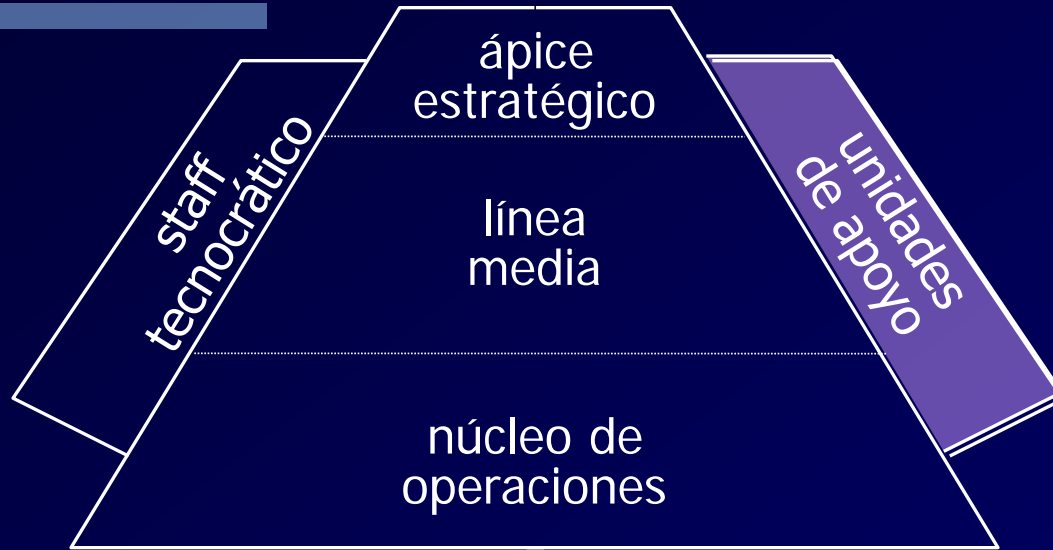 ápice
estratégico
staff
tecnocrático
unidades
de apoyo
línea
media
núcleo de
operaciones